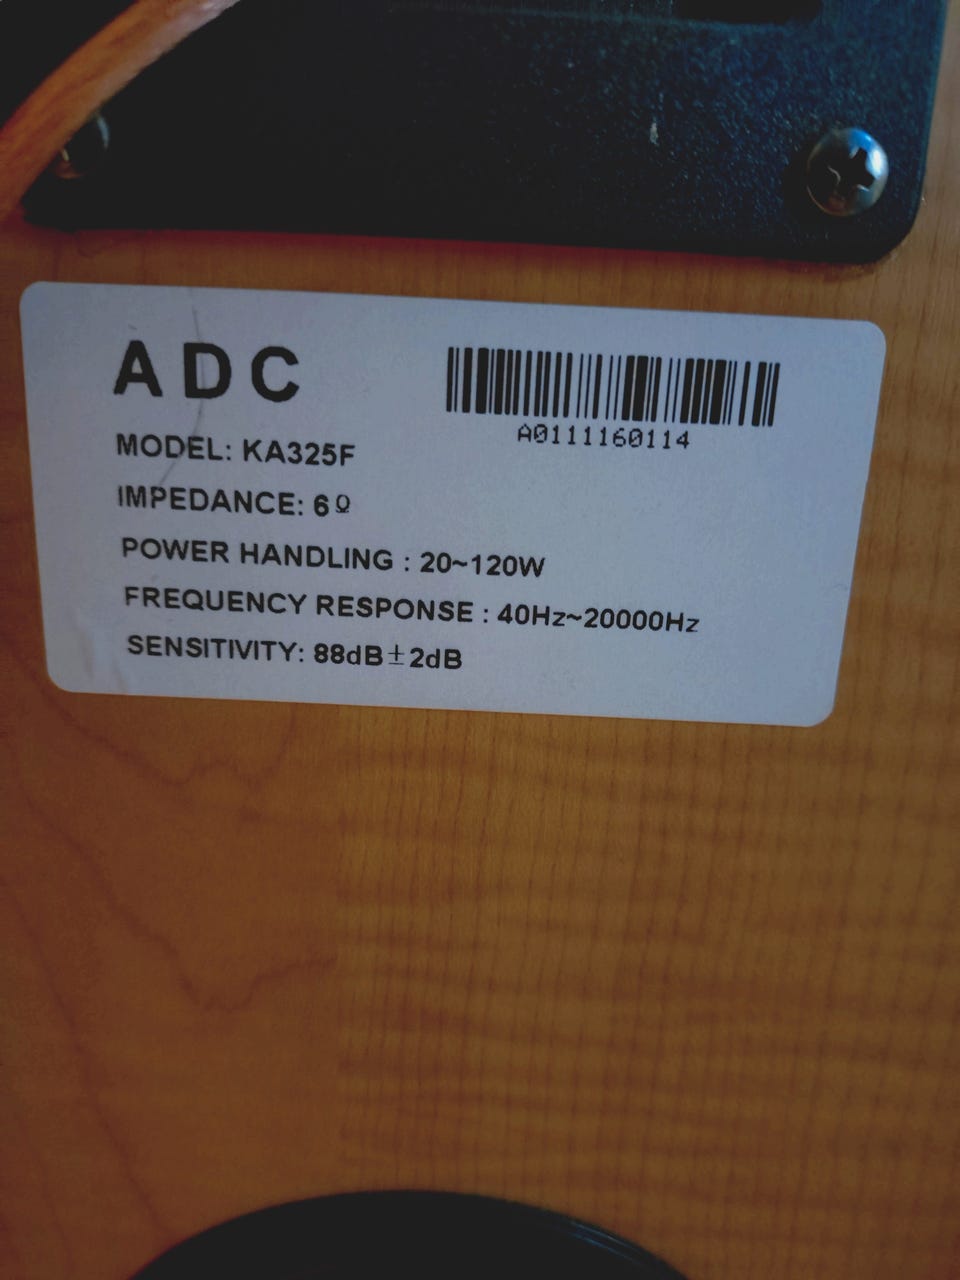 ADC
A0111160114
MODEL: KA325F
IMPEDANCE: 6Ω
POWER HANDLING : 20~120W
FREQUENCY RESPONSE : 40Hz~20000Hz
SENSITIVITY: 88dB±2dB